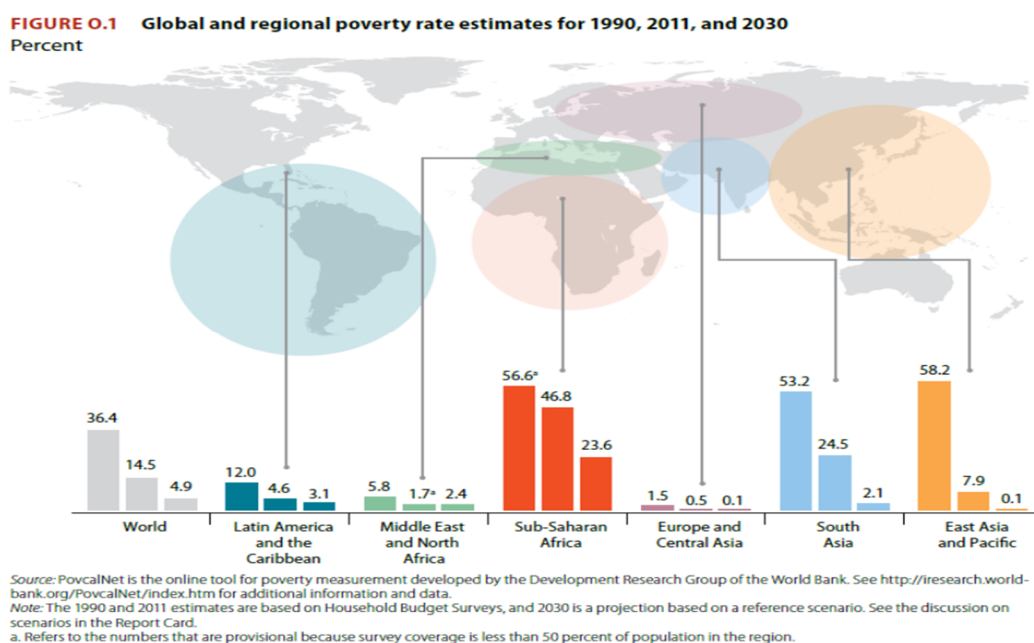 FIGURE O.1 Global and regional poverty rate estimates for 1990, 2011, and 2030
Percent
36.4
14.5
4.9
12.0
4.6
3.1
5.8
1.7ᵃ
2.4
56.6ᵃ
46.8
23.6
1.5
0.5
0.1
53.2
24.5
2.1
58.2
7.9
0.1
World
Latin America
and the
Caribbean
Middle East
and North
Africa
Sub-Saharan
Africa
Europe and
Central Asia
South
Asia
East Asia
and Pacific
Source: PovcalNet is the online tool for poverty measurement developed by the Development Research Group of the World Bank. See http://iresearch.world-
bank.org/PovcalNet/index.htm for additional information and data.
Note: The 1990 and 2011 estimates are based on Household Budget Surveys, and 2030 is a projection based on a reference scenario. See the discussion on
scenarios in the Report Card.
a. Refers to the numbers that are provisional because survey coverage is less than 50 percent of population in the region.